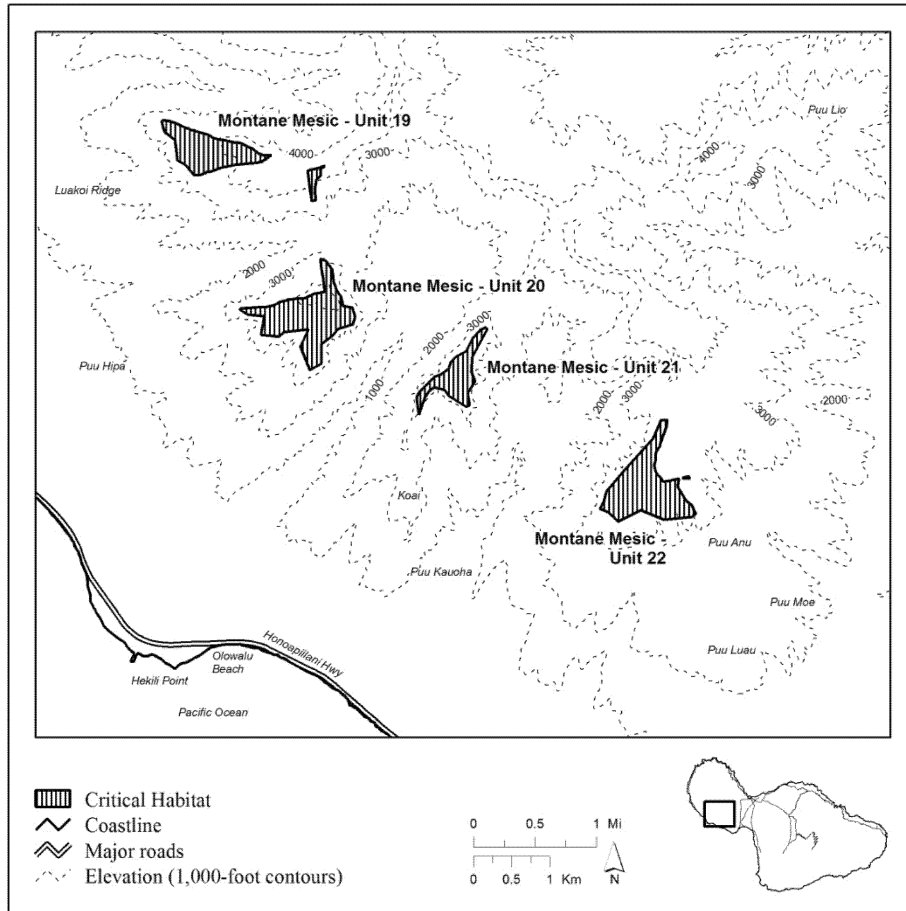 Montane Mesic - Unit 19
Puu Lio
4000
3000
4000
3000
Luakoi Ridge
2000
3000
Montane Mesic - Unit 20
3000
2000
Puu Hipa
1000
Montane Mesic - Unit 21
2000
3000
3000
2000
Koai
Montane Mesic -
Unit 22
Puu Anu
Puu Kauoha
Puu Moe
Puu Luau
Honoapiilani Hwy
Olowalu
Beach
Hekili Point
Pacific Ocean
Critical Habitat
Coastline
Major roads
Elevation (1,000-foot contours)
0 0.5 1 Mi
0 0.5 1 Km
N